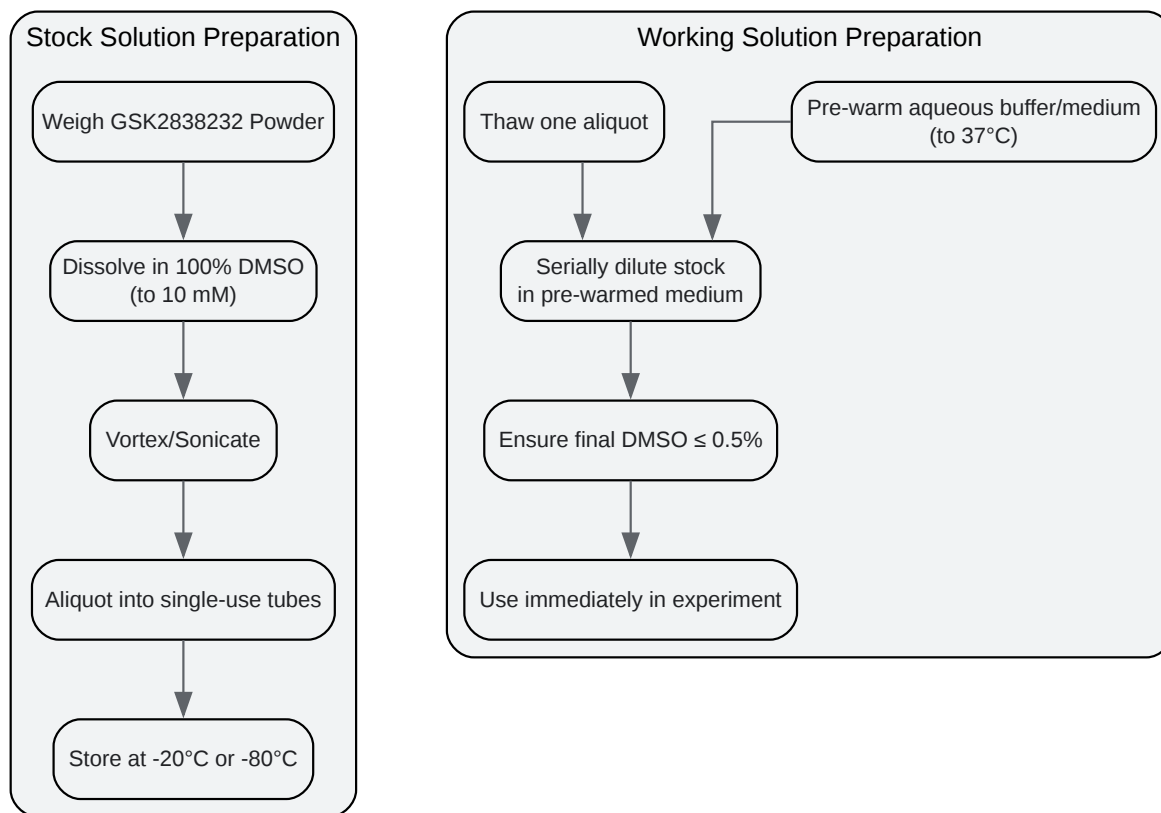 Stock Solution Preparation
Weigh GSK2838232 Powder
Dissolve in 100% DMSO
(to 10 mM)
Vortex/Sonicate
Aliquot into single-use tubes
Store at -20°C or -80°C
Working Solution Preparation
Thaw one aliquot
Pre-warm aqueous buffer/medium
(to 37°C)
Serially dilute stock
in pre-warmed medium
Ensure final DMSO ≤ 0.5%
Use immediately in experiment